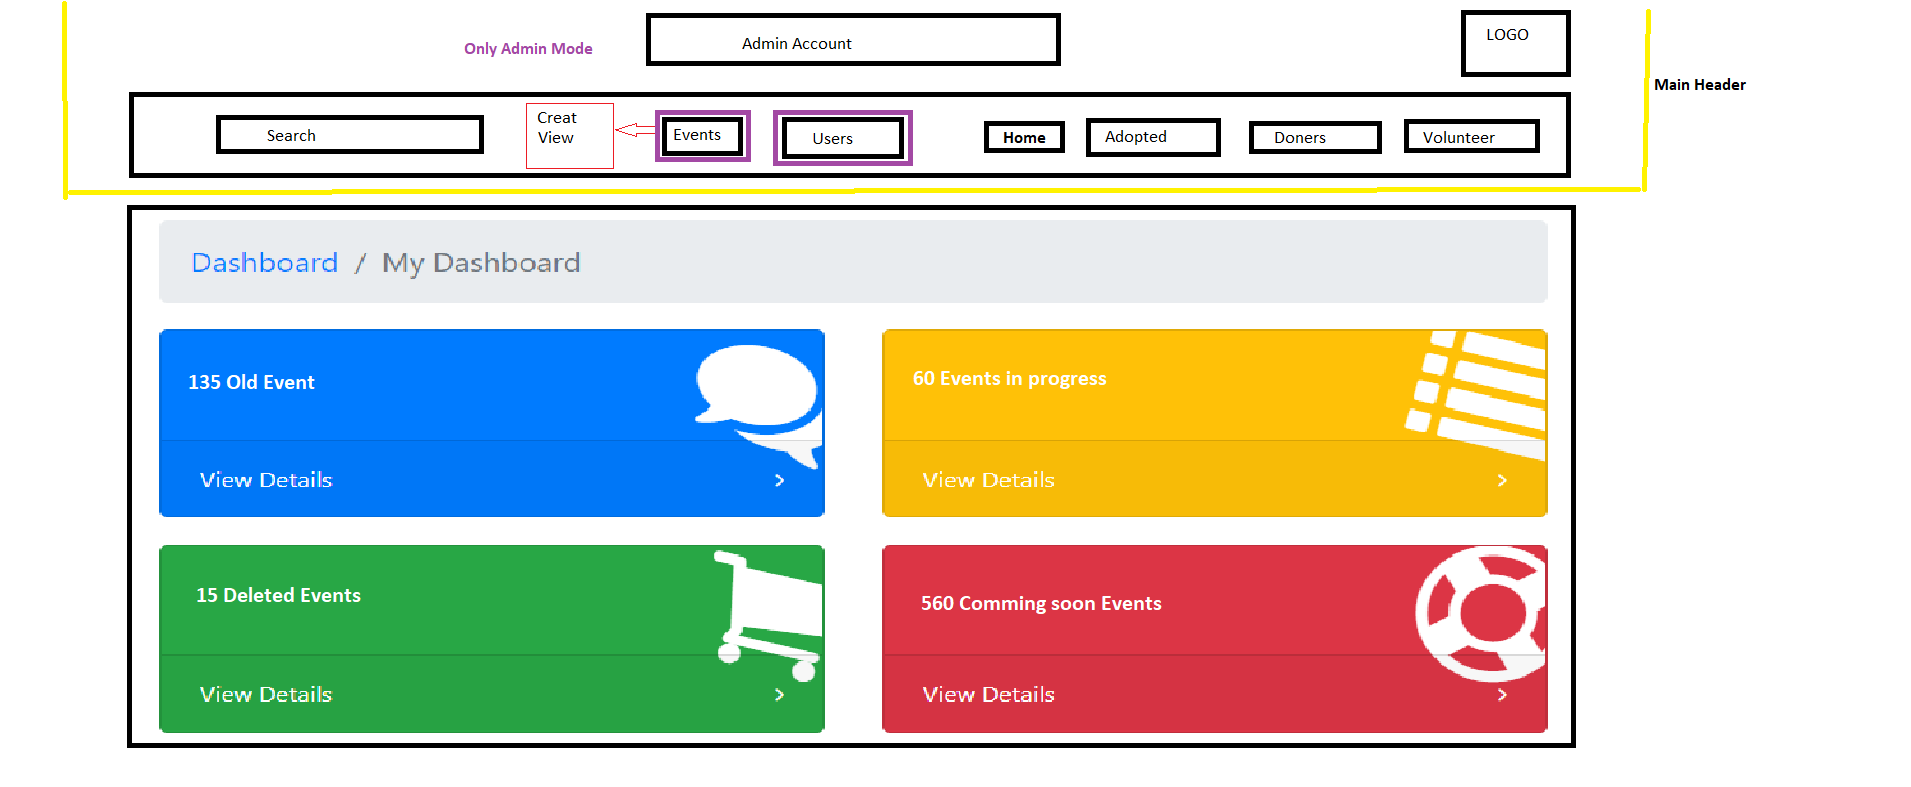 Only Admin Mode
Admin Account
LOGO
Main Header
Search
Creat
View
Events
Users
Home
Adopted
Doners
Volunteer
Dashboard / My Dashboard
135 Old Event
View Details
60 Events in progress
View Details
15 Deleted Events
View Details
560 Comming soon Events
View Details